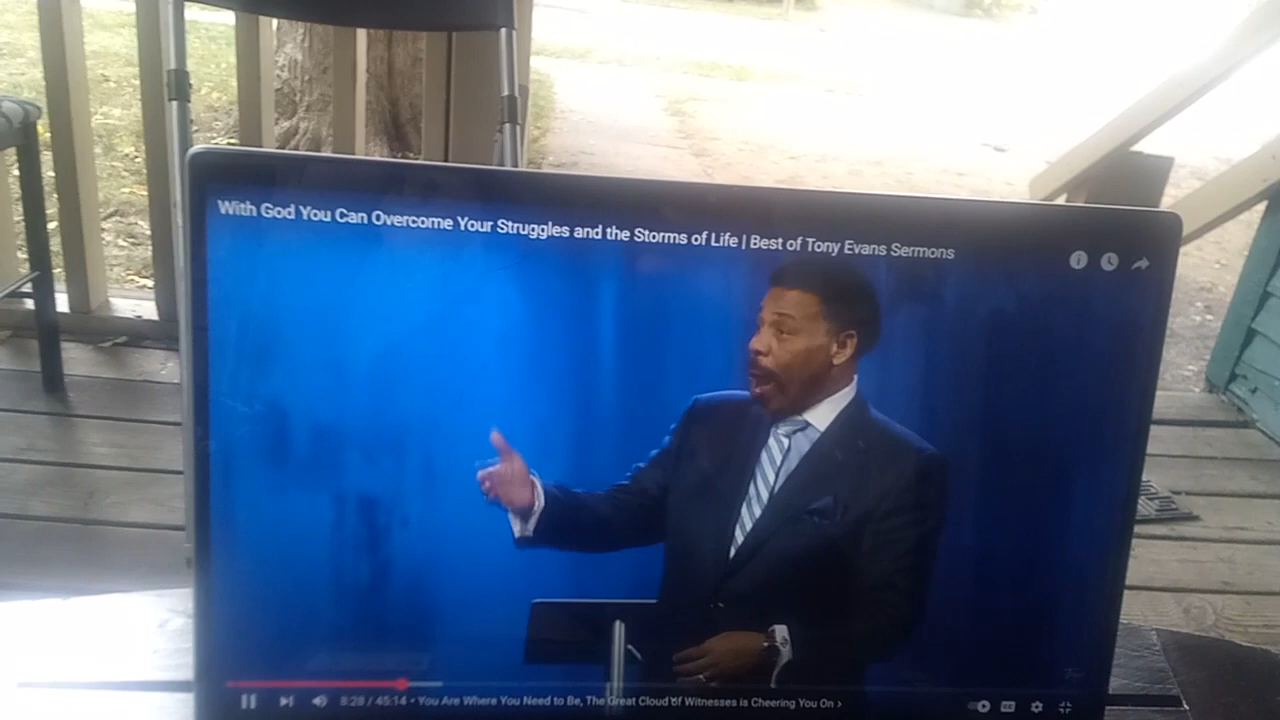 With God You Can Overcome Your Struggles and the Storms of Life | Best of Tony Evans Sermons
8:28 / 45:14 • You Are Where You Need to Be, The Great Cloud of Witnesses is Cheering You On ›